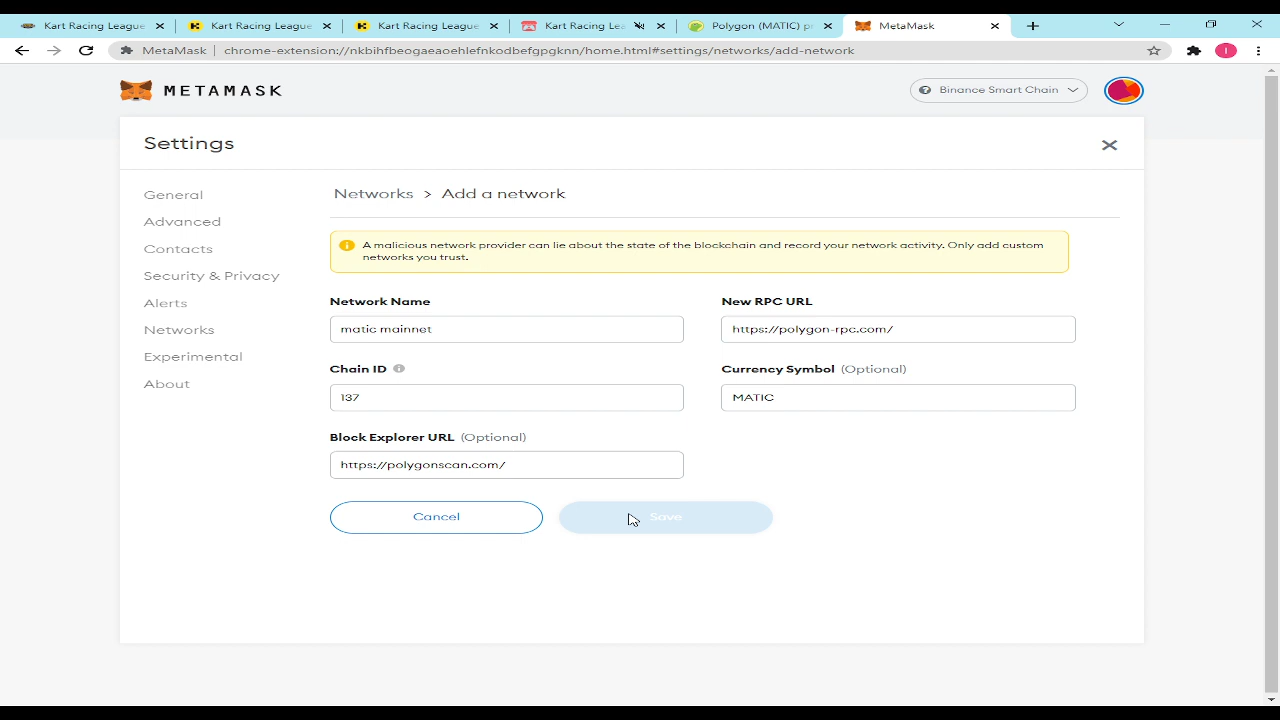 Kart Racing League
Kart Racing League
Kart Racing League
Kart Racing Lea
Polygon (MATIC) pr
MetaMask
MetaMask | chrome-extension://nkbihfbeogaeaoehlefnkodbefgpgknn/home.html#settings/networks/add-network
I
METAMASK
Binance Smart Chain
Settings
General
Advanced
Contacts
Security & Privacy
Alerts
Networks
Experimental
About
Networks > Add a network
A malicious network provider can lie about the state of the blockchain and record your network activity. Only add custom
networks you trust.
Network Name
matic mainnet
New RPC URL
https://polygon-rpc.com/
Chain ID
137
Currency Symbol (Optional)
MATIC
Block Explorer URL (Optional)
https://polygonscan.com/
Cancel
Save